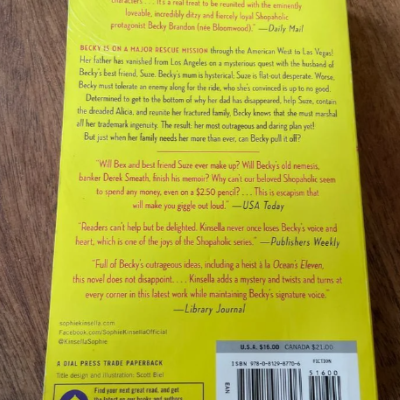 characters . . . It's a real treat to be reunited with the eminently
loveable, incredibly ditzy and fiercely loyal Shopaholic
protagonist Becky Brandon (née Bloomwood)." —Daily Mail
BECKY IS ON A MAJOR RESCUE MISSION through the American West to Las Vegas!
Her father has vanished from Los Angeles on a mysterious quest with the husband of
Becky's best friend, Suze. Becky's mum is hysterical; Suze is flat-out desperate. Worse,
Becky must tolerate an enemy along for the ride, who she's convinced is up to no good.
Determined to get to the bottom of why her dad has disappeared, help Suze, contain
the dreaded Alicia, and reunite her fractured family, Becky knows that she must marshal
all her trademark ingenuity. The result: her most outrageous and daring plan yet!
But just when her family needs her more than ever, can Becky pull it off?
"Will Bex and best friend Suze ever make up? Will Becky's old nemesis,
banker Derek Smeath, finish his memoir? Why can't our beloved Shopaholic seem
to spend any money, even on a $2.50 pencil? . . . This is escapism that
will make you giggle out loud." —USA Today
"Readers can't help but be delighted. Kinsella never once loses Becky's voice and
heart, which is one of the joys of the Shopaholic series." —Publishers Weekly
"Full of Becky's outrageous ideas, including a heist à la Ocean's Eleven,
this novel does not disappoint. . . . Kinsella adds a mystery and twists and turns at
every corner in this latest work while maintaining Becky's signature voice."
—Library Journal
sophiekinsella.com
Facebook.com/SophieKinsellaOfficial
@KinsellaSophie
U.S.A. $16.00 CANADA $21.00
ISBN 978-0-8129-8770-6 FICTION
51600
EAN
A DIAL PRESS TRADE PAPERBACK
Title design and illustration: Scott Biel
Find your next great read, and get
the latest on our books and authors